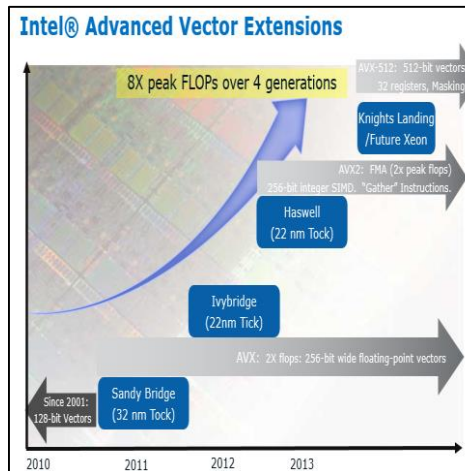 Intel® Advanced Vector Extensions
8X peak FLOPs over 4 generations
AVX-512: 512-bit vectors
32 registers, Masking
Knights Landing
/Future Xeon
AVX2: FMA (2x peak flops)
256-bit integer SIMD. "Gather" Instructions.
Haswell
(22 nm Tock)
Ivybridge
(22nm Tick)
AVX: 2X flops: 256-bit wide floating-point vectors
Since 2001:
128-bit Vectors
Sandy Bridge
(32 nm Tock)
2010 2011 2012 2013